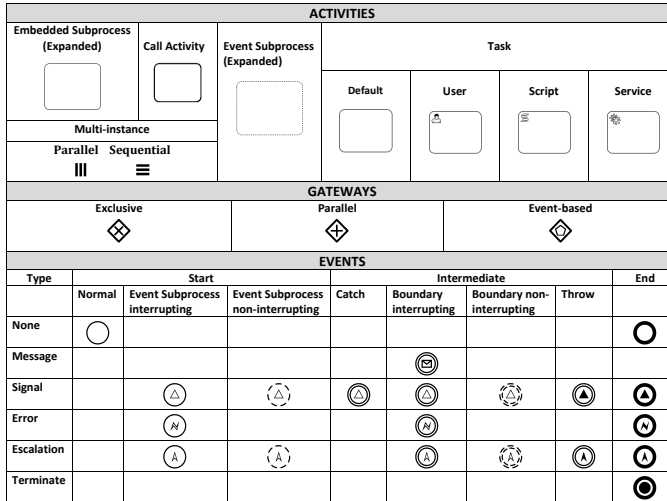 ACTIVITIES
Embedded Subprocess
(Expanded)
Call Activity
Event Subprocess
(Expanded)
Task
Default
User
Script
Service
Multi-instance
Parallel Sequential
GATEWAYS
Exclusive
Parallel
Event-based
EVENTS
Type
Start
Intermediate
End
Normal
Event Subprocess
interrupting
Event Subprocess
non-interrupting
Catch
Boundary
interrupting
Boundary non-
interrupting
Throw
None
Message
Signal
Error
Escalation
Terminate